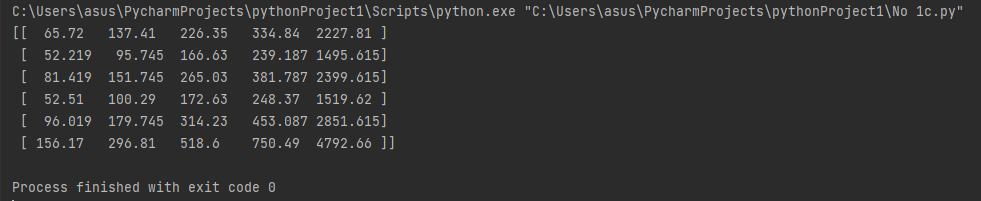 C:\Users\asus\PycharmProjects\pythonProject1\Scripts\python.exe "C:\Users\asus\PycharmProjects\pythonProject1\No 1c.py"
[[  65.72   137.41   226.35   334.84  2227.81 ]
 [  52.219   95.745  166.63   239.187 1495.615]
 [  81.419  151.745  265.03   381.787 2399.615]
 [  52.51   100.29   172.63   248.37  1519.62 ]
 [  96.019  179.745  314.23   453.087 2851.615]
 [ 156.17   296.81   518.6    750.49  4792.66 ]]
Process finished with exit code 0